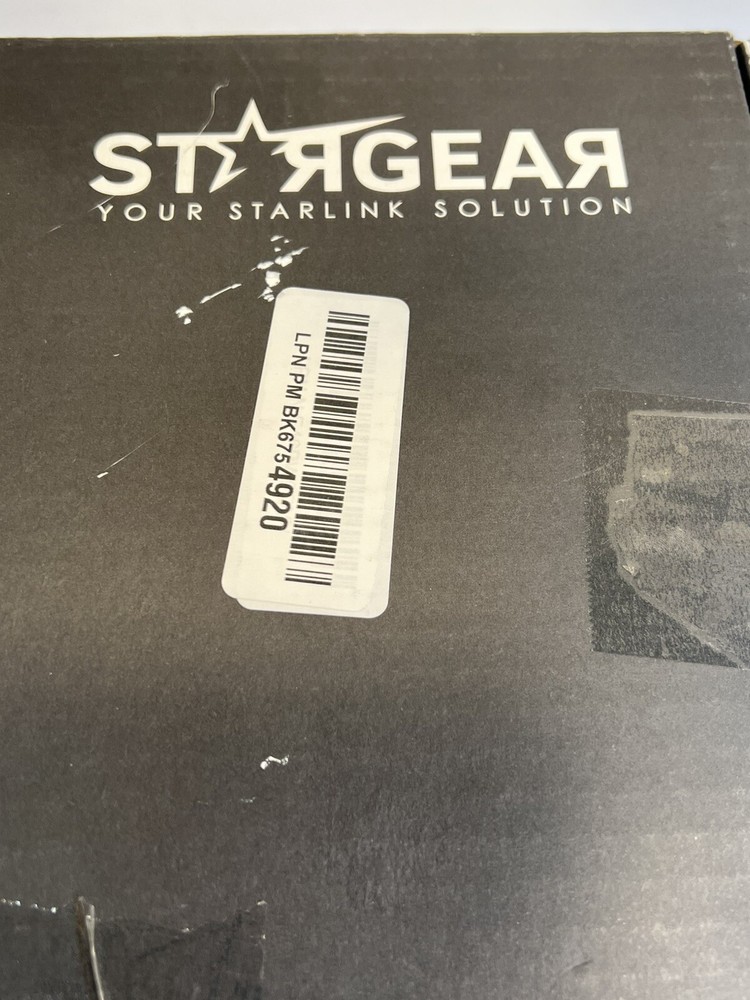 STARGEAR
YOUR STARLINK SOLUTION
LPN PM BK6754920